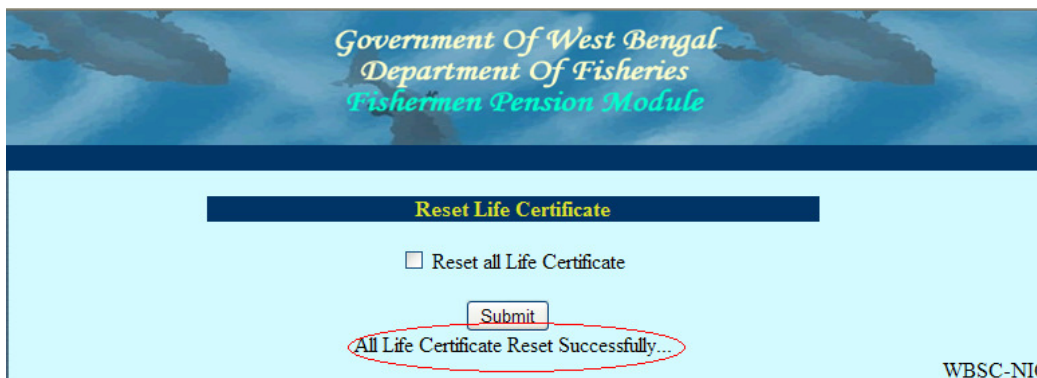 Government Of West Bengal
Department Of Fisheries
Fishermen Pension Module
Reset Life Certificate
Reset all Life Certificate
Submit
All Life Certificate Reset Successfully...